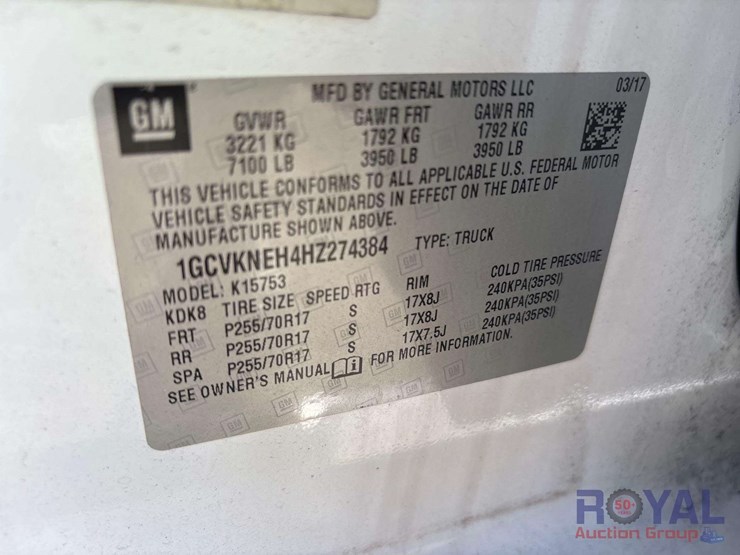 GM
MFD BY GENERAL MOTORS LLC 03/17
GVWR GAWR FRT GAWR RR
3221 KG 1792 KG 1792 KG
7100 LB 3950 LB 3950 LB
THIS VEHICLE CONFORMS TO ALL APPLICABLE U.S. FEDERAL MOTOR
VEHICLE SAFETY STANDARDS IN EFFECT ON THE DATE OF
MANUFACTURE SHOWN ABOVE.
1GCVKNEH4HZ274384 TYPE: TRUCK
MODEL: K15753
KDK8 TIRE SIZE SPEED RTG RIM COLD TIRE PRESSURE
FRT P255/70R17 S 17X8J 240KPA(35PSI)
RR P255/70R17 S 17X8J 240KPA(35PSI)
SPA P255/70R17 S 17X7.5J 240KPA(35PSI)
SEE OWNER'S MANUAL FOR MORE INFORMATION.
ROYAL
50
Auction Group